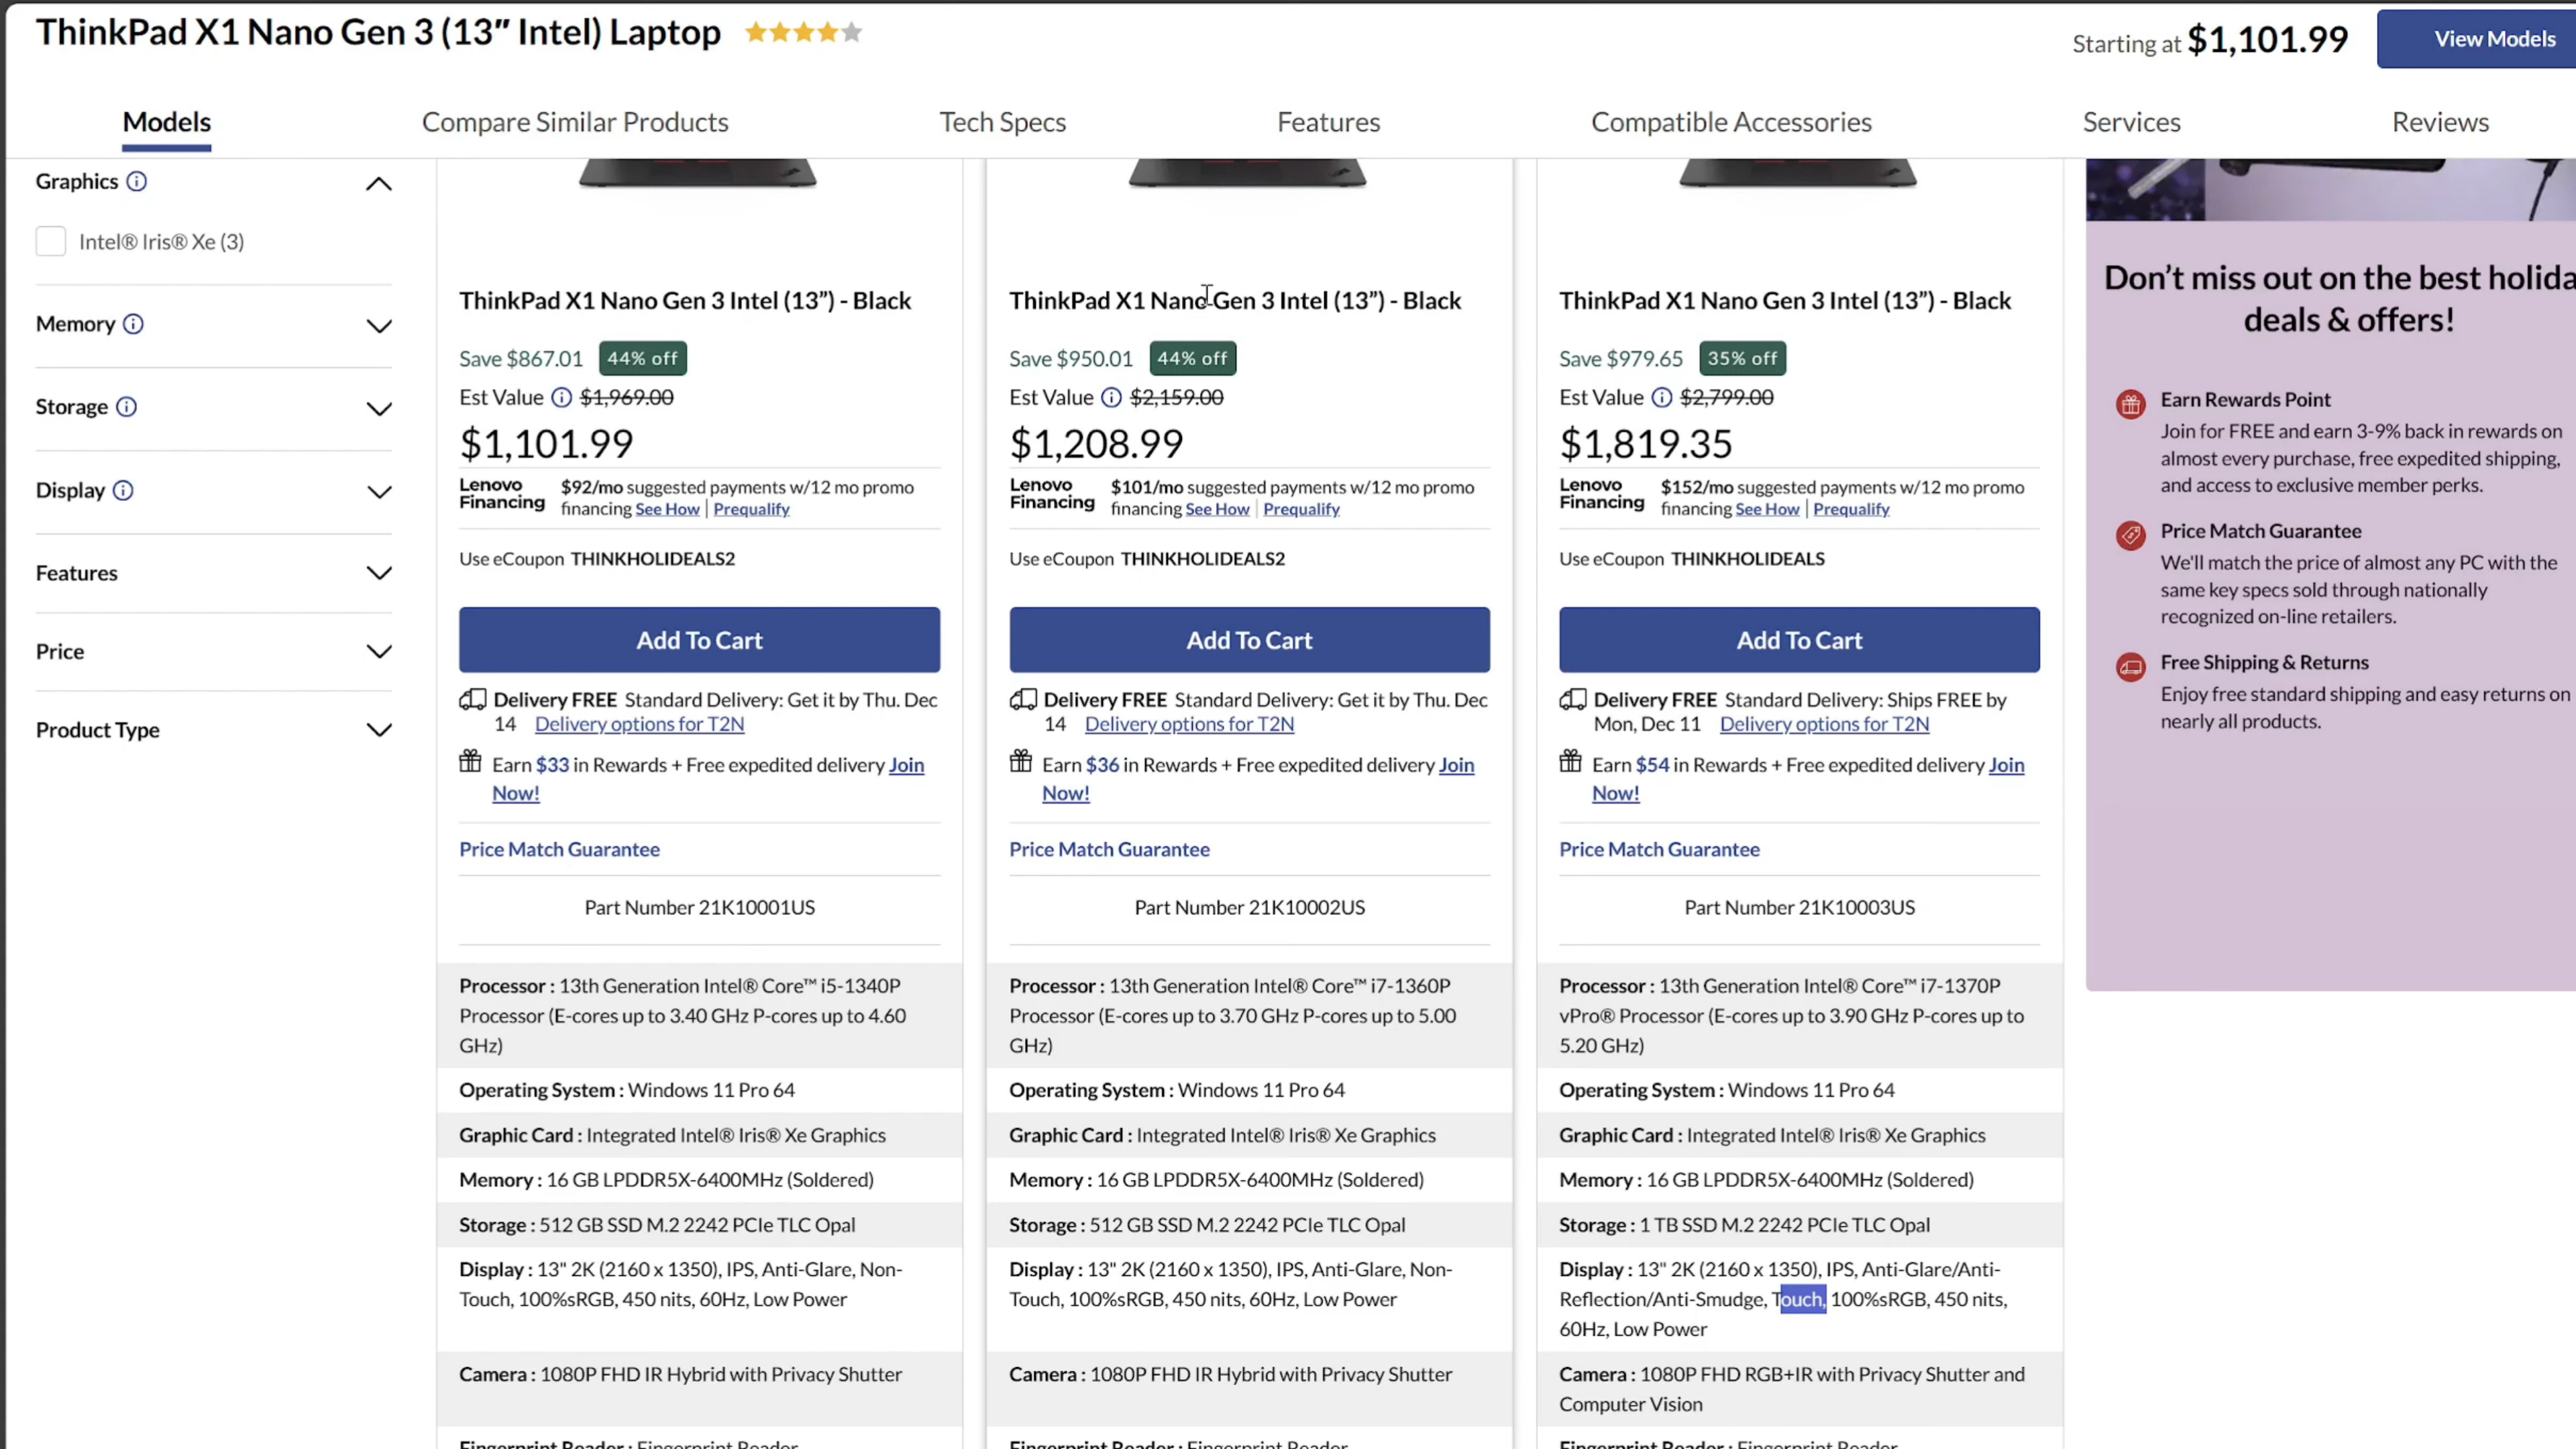 ThinkPad X1 Nano Gen 3 (13″ Intel) Laptop
Starting at $1,101.99
View Models
Models
Compare Similar Products
Tech Specs
Features
Compatible Accessories
Services
Reviews
Graphics
Intel® Iris® Xe (3)
Memory
Storage
Display
Features
Price
Product Type
ThinkPad X1 Nano Gen 3 Intel (13”) - Black
Save $867.01 44% off
Est Value $1,969.00
$1,101.99
Lenovo Financing
$92/mo suggested payments w/12 mo promo
financing See How | Prequalify
Use eCoupon THINKHOLIDEALS2
Add To Cart
Delivery FREE Standard Delivery: Get it by Thu. Dec
14 Delivery options for T2N
Earn $33 in Rewards + Free expedited delivery Join
Now!
Price Match Guarantee
Part Number 21K10001US
Processor : 13th Generation Intel® Core™ i5-1340P
Processor (E-cores up to 3.40 GHz P-cores up to 4.60
GHz)
Operating System : Windows 11 Pro 64
Graphic Card : Integrated Intel® Iris® Xe Graphics
Memory : 16 GB LPDDR5X-6400MHz (Soldered)
Storage : 512 GB SSD M.2 2242 PCIe TLC Opal
Display : 13" 2K (2160 x 1350), IPS, Anti-Glare, Non-
Touch, 100%sRGB, 450 nits, 60Hz, Low Power
Camera : 1080P FHD IR Hybrid with Privacy Shutter
Fingerprint Reader : Fingerprint Reader
ThinkPad X1 Nano Gen 3 Intel (13”) - Black
Save $950.01 44% off
Est Value $2,159.00
$1,208.99
Lenovo Financing
$101/mo suggested payments w/12 mo promo
financing See How | Prequalify
Use eCoupon THINKHOLIDEALS2
Add To Cart
Delivery FREE Standard Delivery: Get it by Thu. Dec
14 Delivery options for T2N
Earn $36 in Rewards + Free expedited delivery Join
Now!
Price Match Guarantee
Part Number 21K10002US
Processor : 13th Generation Intel® Core™ i7-1360P
Processor (E-cores up to 3.70 GHz P-cores up to 5.00
GHz)
Operating System : Windows 11 Pro 64
Graphic Card : Integrated Intel® Iris® Xe Graphics
Memory : 16 GB LPDDR5X-6400MHz (Soldered)
Storage : 512 GB SSD M.2 2242 PCIe TLC Opal
Display : 13" 2K (2160 x 1350), IPS, Anti-Glare, Non-
Touch, 100%sRGB, 450 nits, 60Hz, Low Power
Camera : 1080P FHD IR Hybrid with Privacy Shutter
Fingerprint Reader : Fingerprint Reader
ThinkPad X1 Nano Gen 3 Intel (13”) - Black
Save $979.65 35% off
Est Value $2,799.00
$1,819.35
Lenovo Financing
$152/mo suggested payments w/12 mo promo
financing See How | Prequalify
Use eCoupon THINKHOLIDEALS
Add To Cart
Delivery FREE Standard Delivery: Ships FREE by
Mon, Dec 11 Delivery options for T2N
Earn $54 in Rewards + Free expedited delivery Join
Now!
Price Match Guarantee
Part Number 21K10003US
Processor : 13th Generation Intel® Core™ i7-1370P
vPro® Processor (E-cores up to 3.90 GHz P-cores up to
5.20 GHz)
Operating System : Windows 11 Pro 64
Graphic Card : Integrated Intel® Iris® Xe Graphics
Memory : 16 GB LPDDR5X-6400MHz (Soldered)
Storage : 1 TB SSD M.2 2242 PCIe TLC Opal
Display : 13" 2K (2160 x 1350), IPS, Anti-Glare/Anti-
Reflection/Anti-Smudge, Touch, 100%sRGB, 450 nits,
60Hz, Low Power
Camera : 1080P FHD RGB+IR with Privacy Shutter and
Computer Vision
Fingerprint Reader : Fingerprint Reader
Don’t miss out on the best holida
deals & offers!
Earn Rewards Point
Join for FREE and earn 3-9% back in rewards on
almost every purchase, free expedited shipping,
and access to exclusive member perks.
Price Match Guarantee
We'll match the price of almost any PC with the
same key specs sold through nationally
recognized on-line retailers.
Free Shipping & Returns
Enjoy free standard shipping and easy returns on
nearly all products.